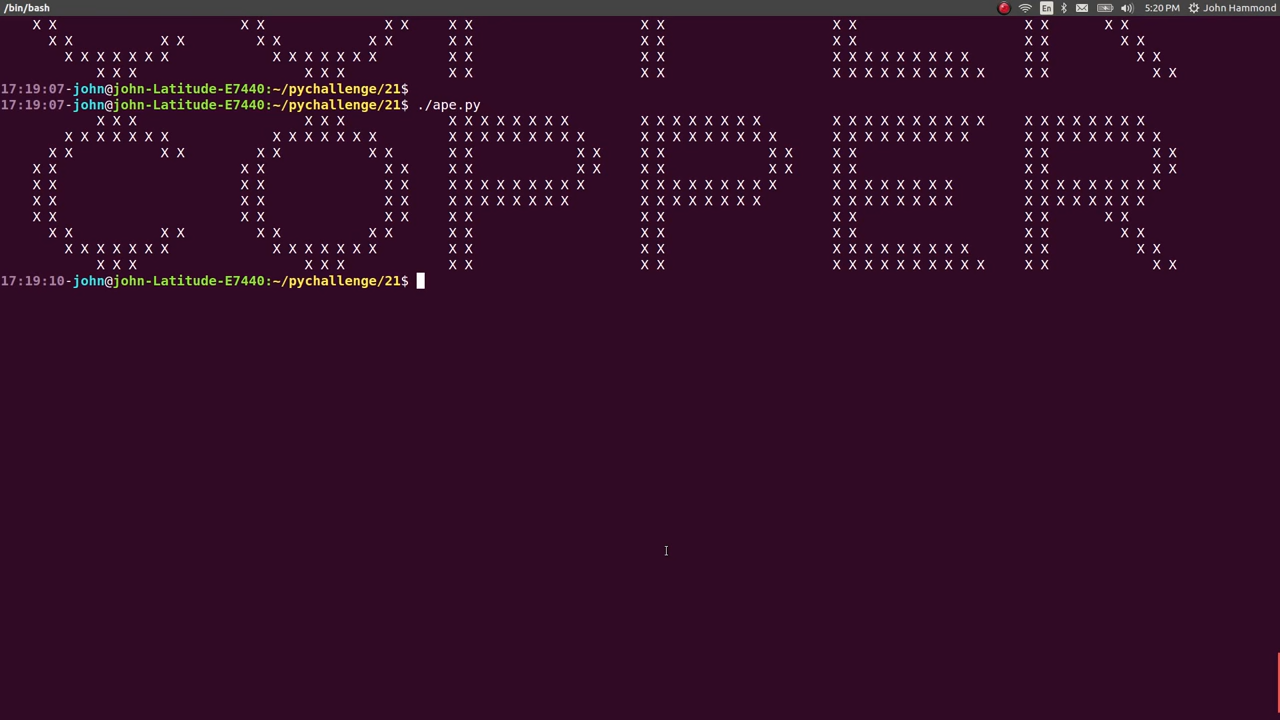 /bin/bash En 5:20 PM John Hammond
17:19:07-john@john-Latitude-E7440:~/pychallenge/21$
17:19:07-john@john-Latitude-E7440:~/pychallenge/21$ ./ape.py
COPPER
17:19:10-john@john-Latitude-E7440:~/pychallenge/21$